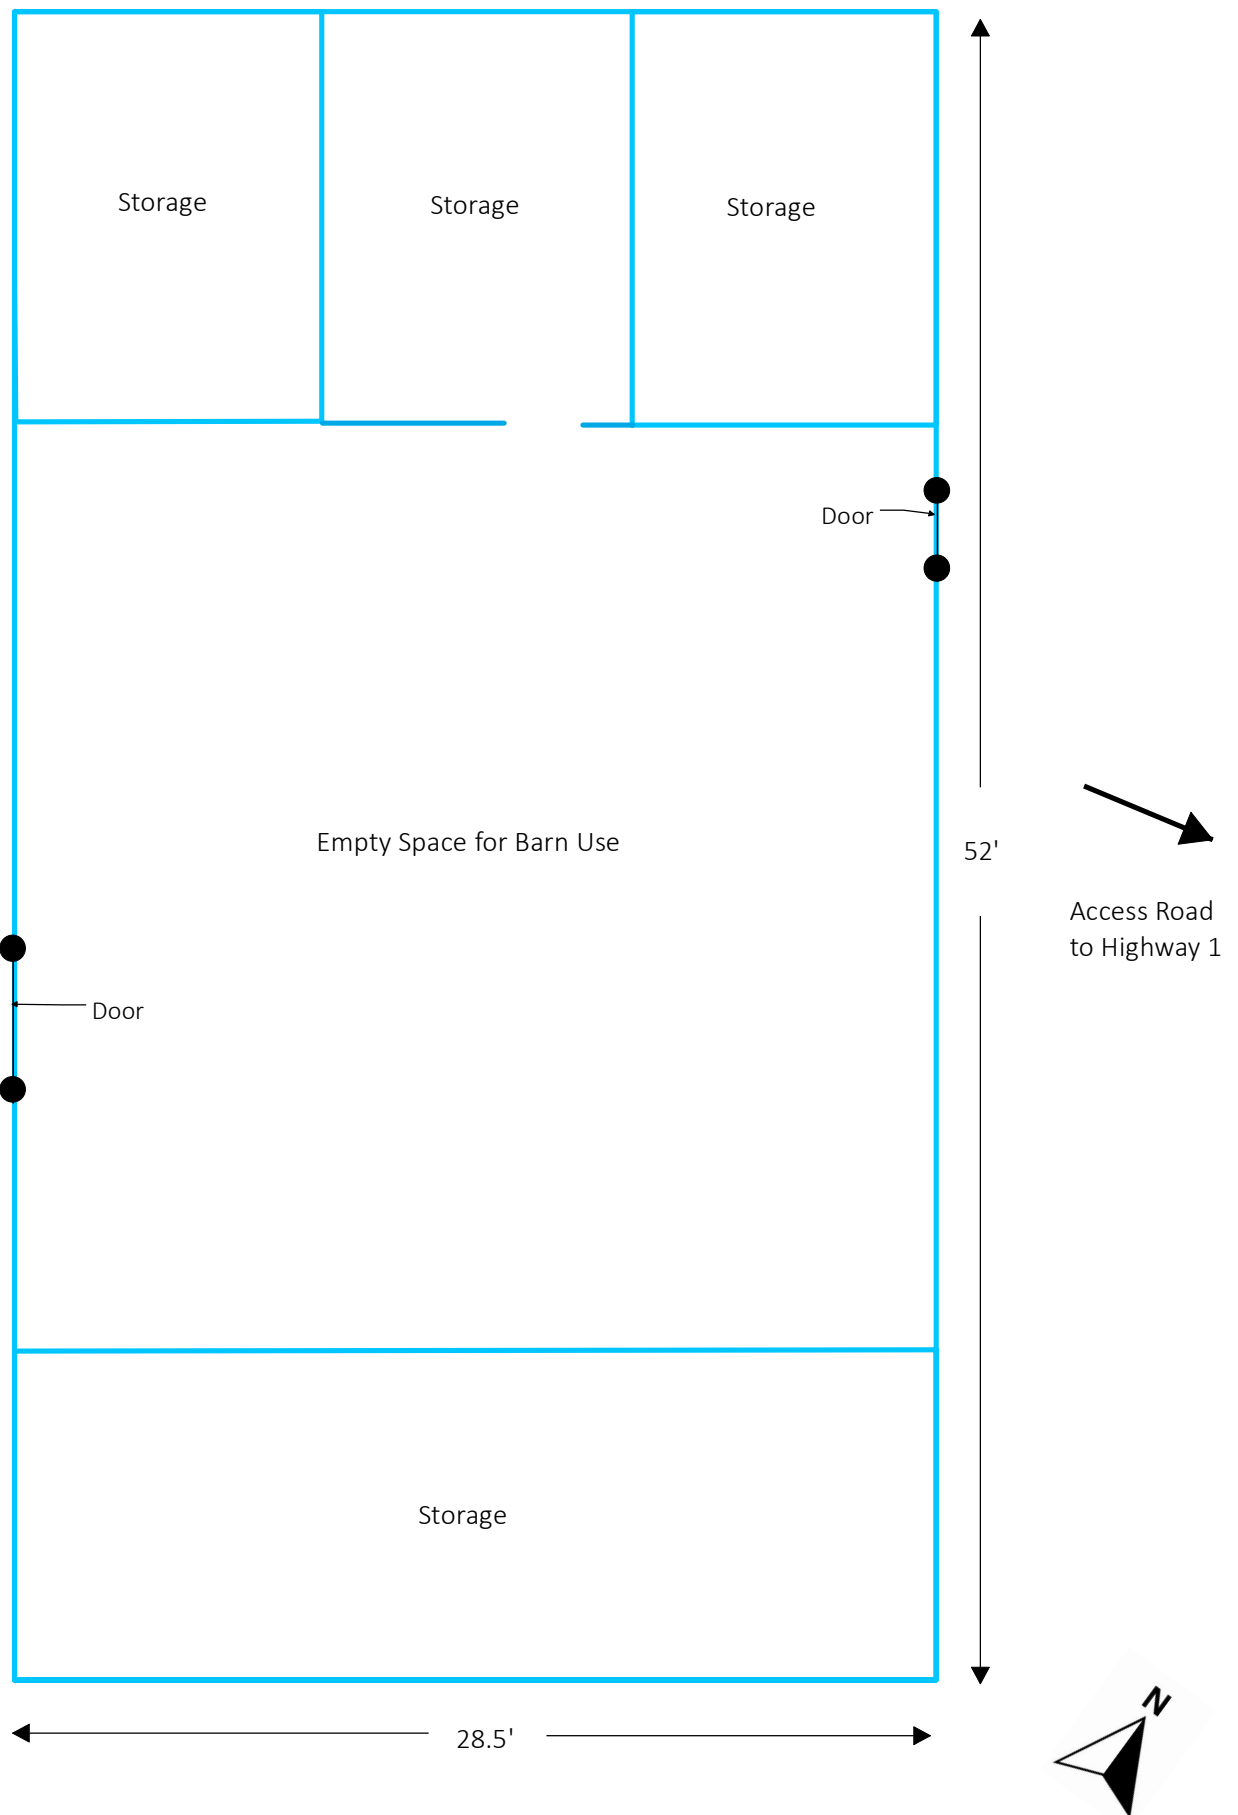 Storage
Storage
Storage
Door
Empty Space for Barn Use
52'
Access Road
to Highway 1
Door
Storage
N
28.5'